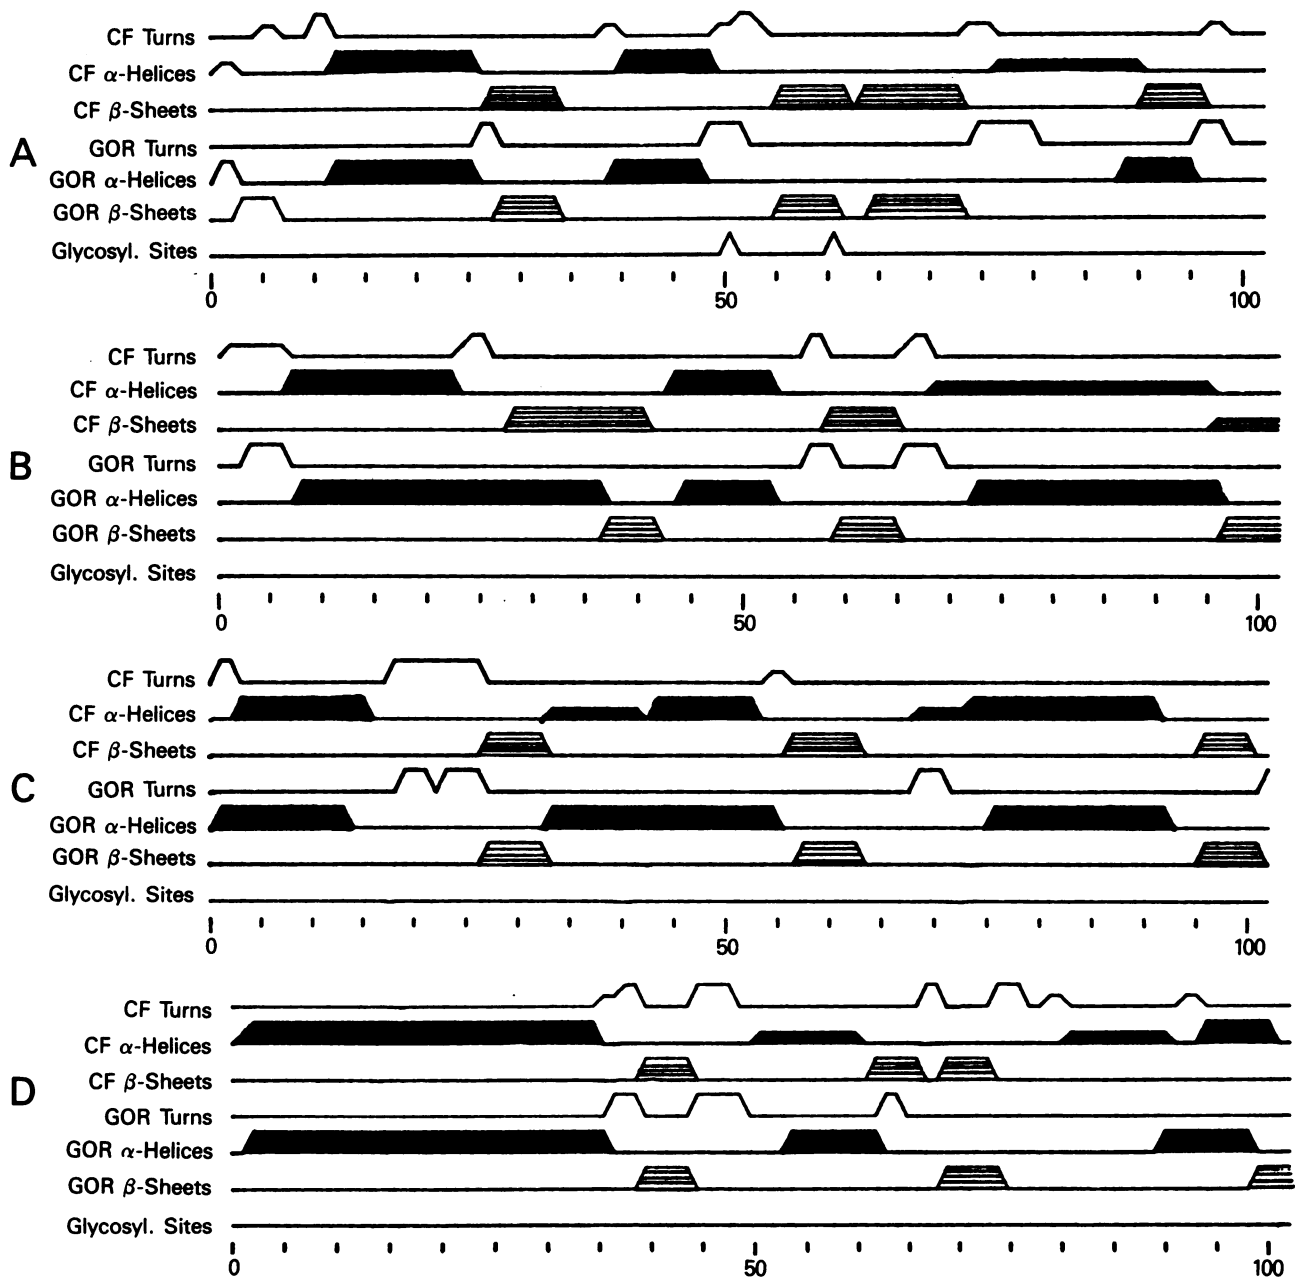 CF Turns
CF α-Helices
CF β-Sheets
A
GOR Turns
GOR α-Helices
GOR β-Sheets
Glycosyl. Sites
0 50 100
CF Turns
CF α-Helices
CF β-Sheets
B
GOR Turns
GOR α-Helices
GOR β-Sheets
Glycosyl. Sites
0 50 100
CF Turns
CF α-Helices
CF β-Sheets
C
GOR Turns
GOR α-Helices
GOR β-Sheets
Glycosyl. Sites
0 50 100
CF Turns
CF α-Helices
CF β-Sheets
D
GOR Turns
GOR α-Helices
GOR β-Sheets
Glycosyl. Sites
0 50 100